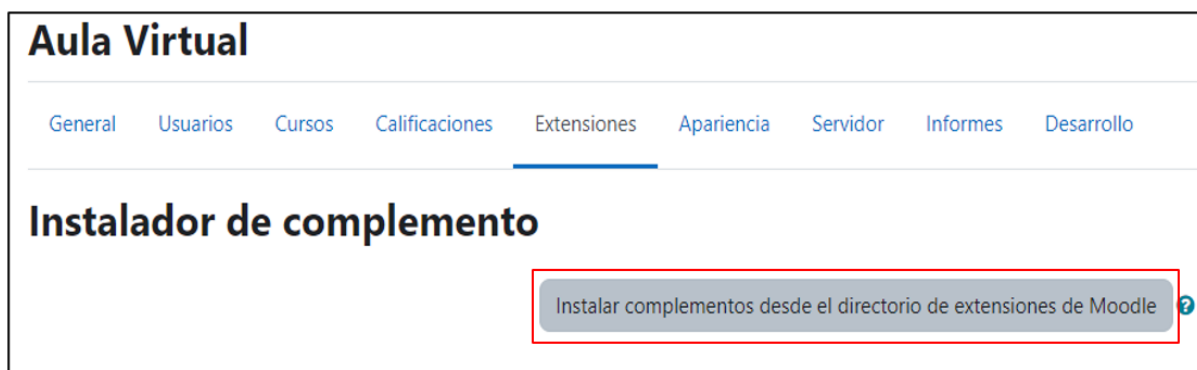 Aula Virtual
General Usuarios Cursos Calificaciones Extensiones Apariencia Servidor Informes Desarrollo
Instalador de complemento
Instalar complementos desde el directorio de extensiones de Moodle ?